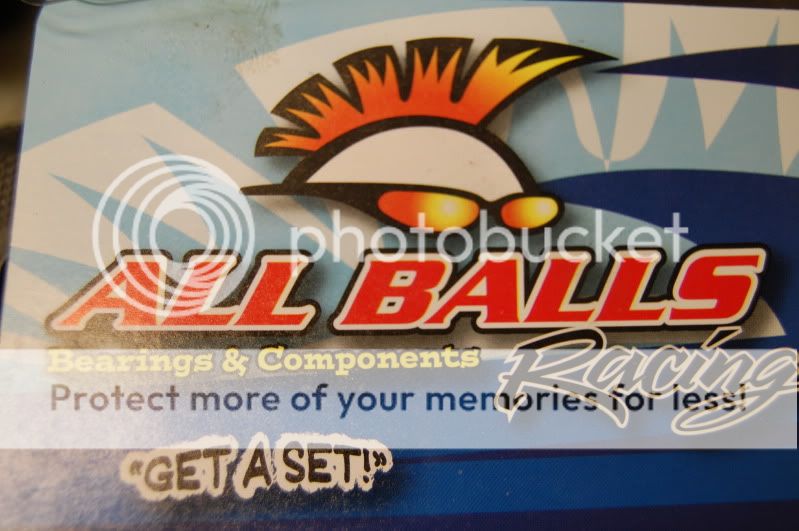 photobucket
ALL BALLS
Racing
Bearings & Components
Protect more of your memories for less!
"GET A SET!"